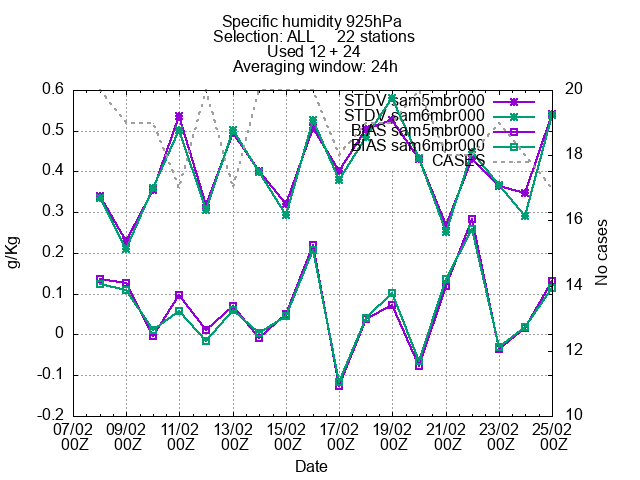 Specific humidity 925hPa
Selection: ALL 22 stations
Used 12 + 24
Averaging window: 24h
0.6
0.5
0.4
0.3
0.2
0.1
0
-0.1
-0.2
g/Kg
20
18
16
14
12
10
No cases
STDV sam5mbr000
STDV sam6mbr000
BIAS sam5mbr000
BIAS sam6mbr000
CASES
07/02 09/02 11/02 13/02 15/02 17/02 19/02 21/02 23/02 25/02
00Z 00Z 00Z 00Z 00Z 00Z 00Z 00Z 00Z 00Z
Date